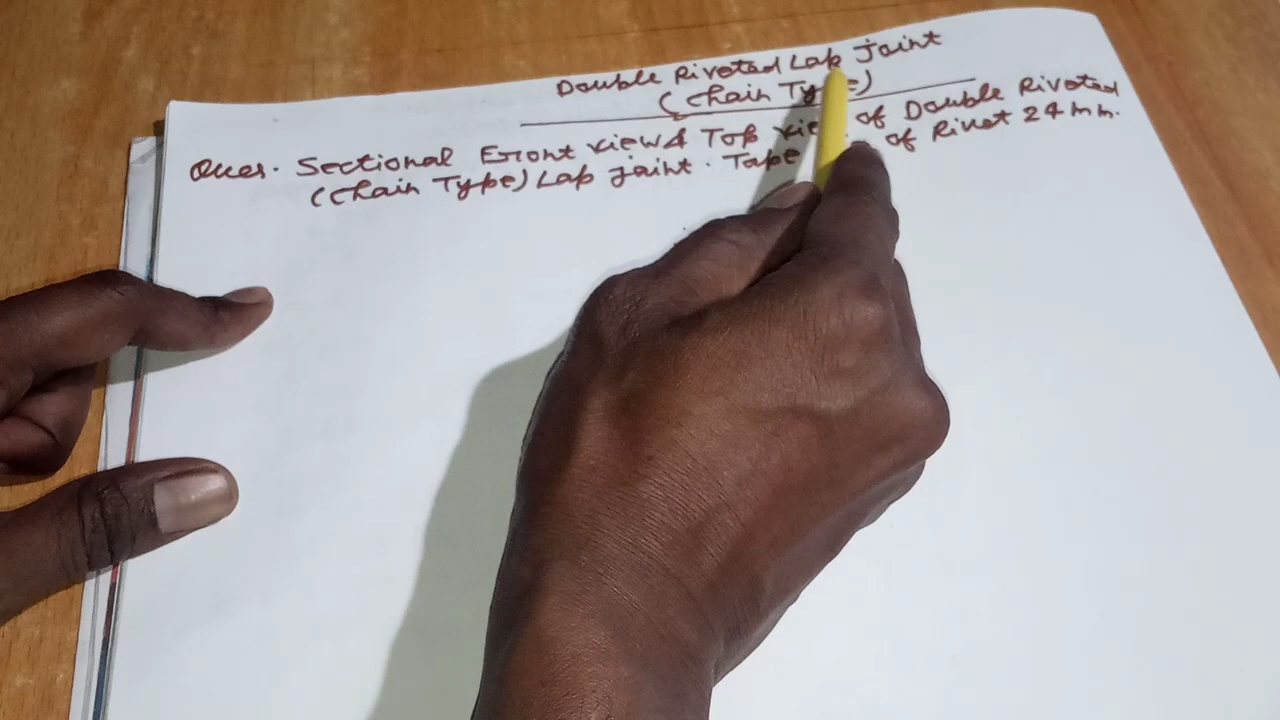 Double Riveted Lap joint
(Chain Type)
Ques. Sectional Front view & Top view of Double Riveted
(Chain Type) Lap joint. Take of Rivet 24 mm.